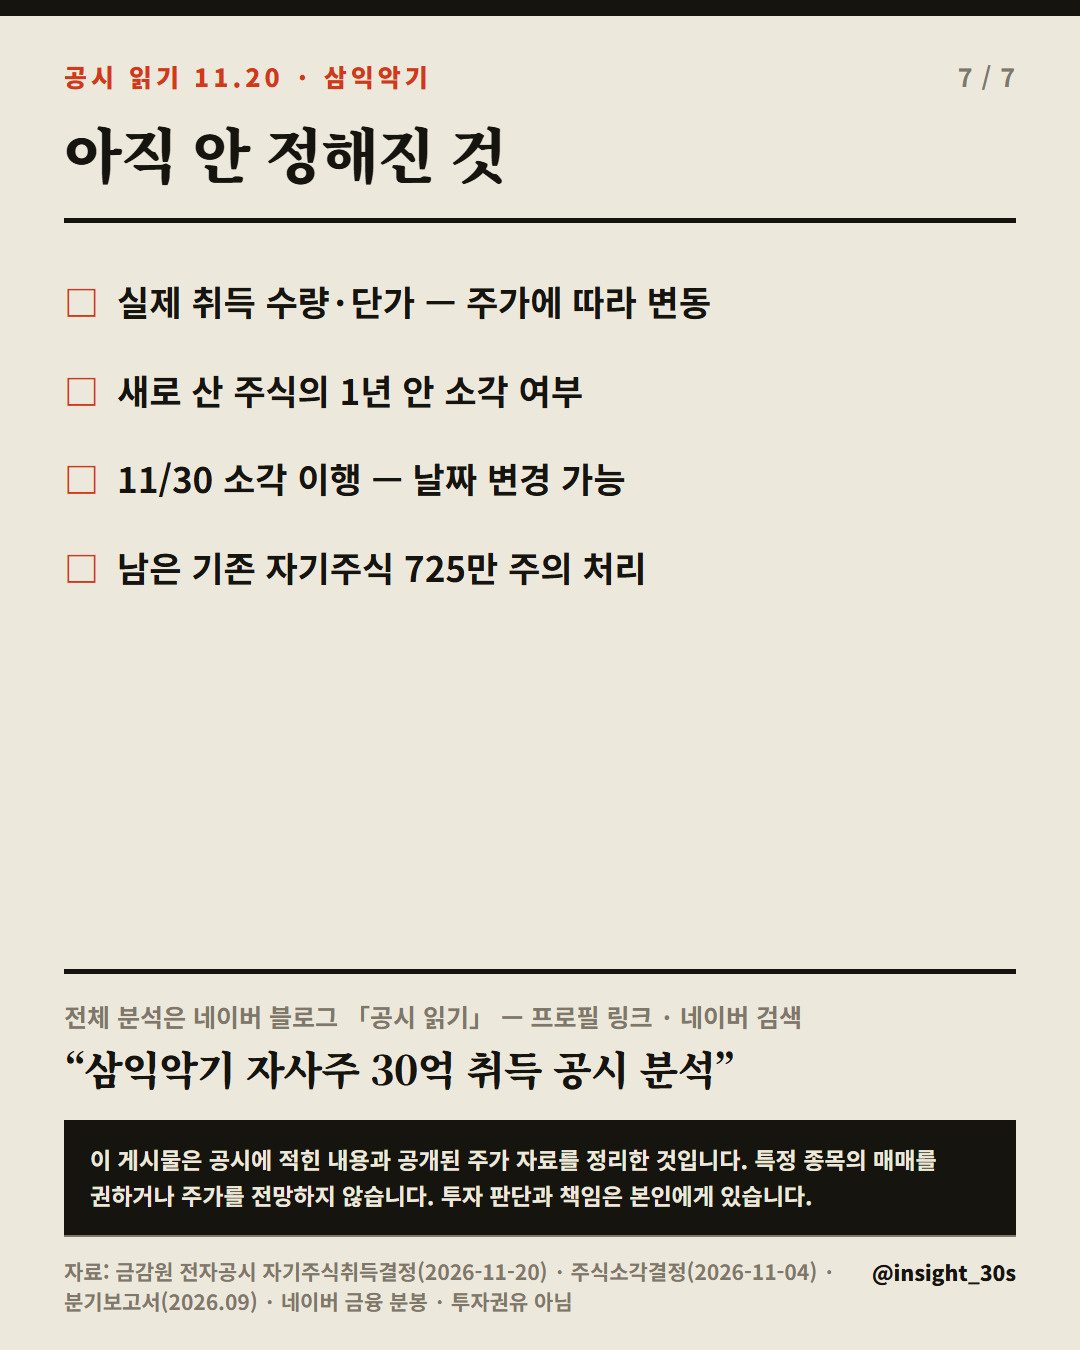 공시 읽기 11.20 · 삼익악기
7 / 7
아직 안 정해진 것
□ 실제 취득 수량·단가 — 주가에 따라 변동
□ 새로 산 주식의 1년 안 소각 여부
□ 11/30 소각 이행 — 날짜 변경 가능
□ 남은 기존 자기주식 725만 주의 처리
전체 분석은 네이버 블로그 「공시 읽기」 — 프로필 링크 · 네이버 검색
“삼익악기 자사주 30억 취득 공시 분석”
이 게시물은 공시에 적힌 내용과 공개된 주가 자료를 정리한 것입니다. 특정 종목의 매매를
권하거나 주가를 전망하지 않습니다. 투자 판단과 책임은 본인에게 있습니다.
자료: 금감원 전자공시 자기주식취득결정(2026-11-20) · 주식소각결정(2026-11-04) ·
분기보고서(2026.09) · 네이버 금융 분봉 · 투자권유 아님
@insight_30s